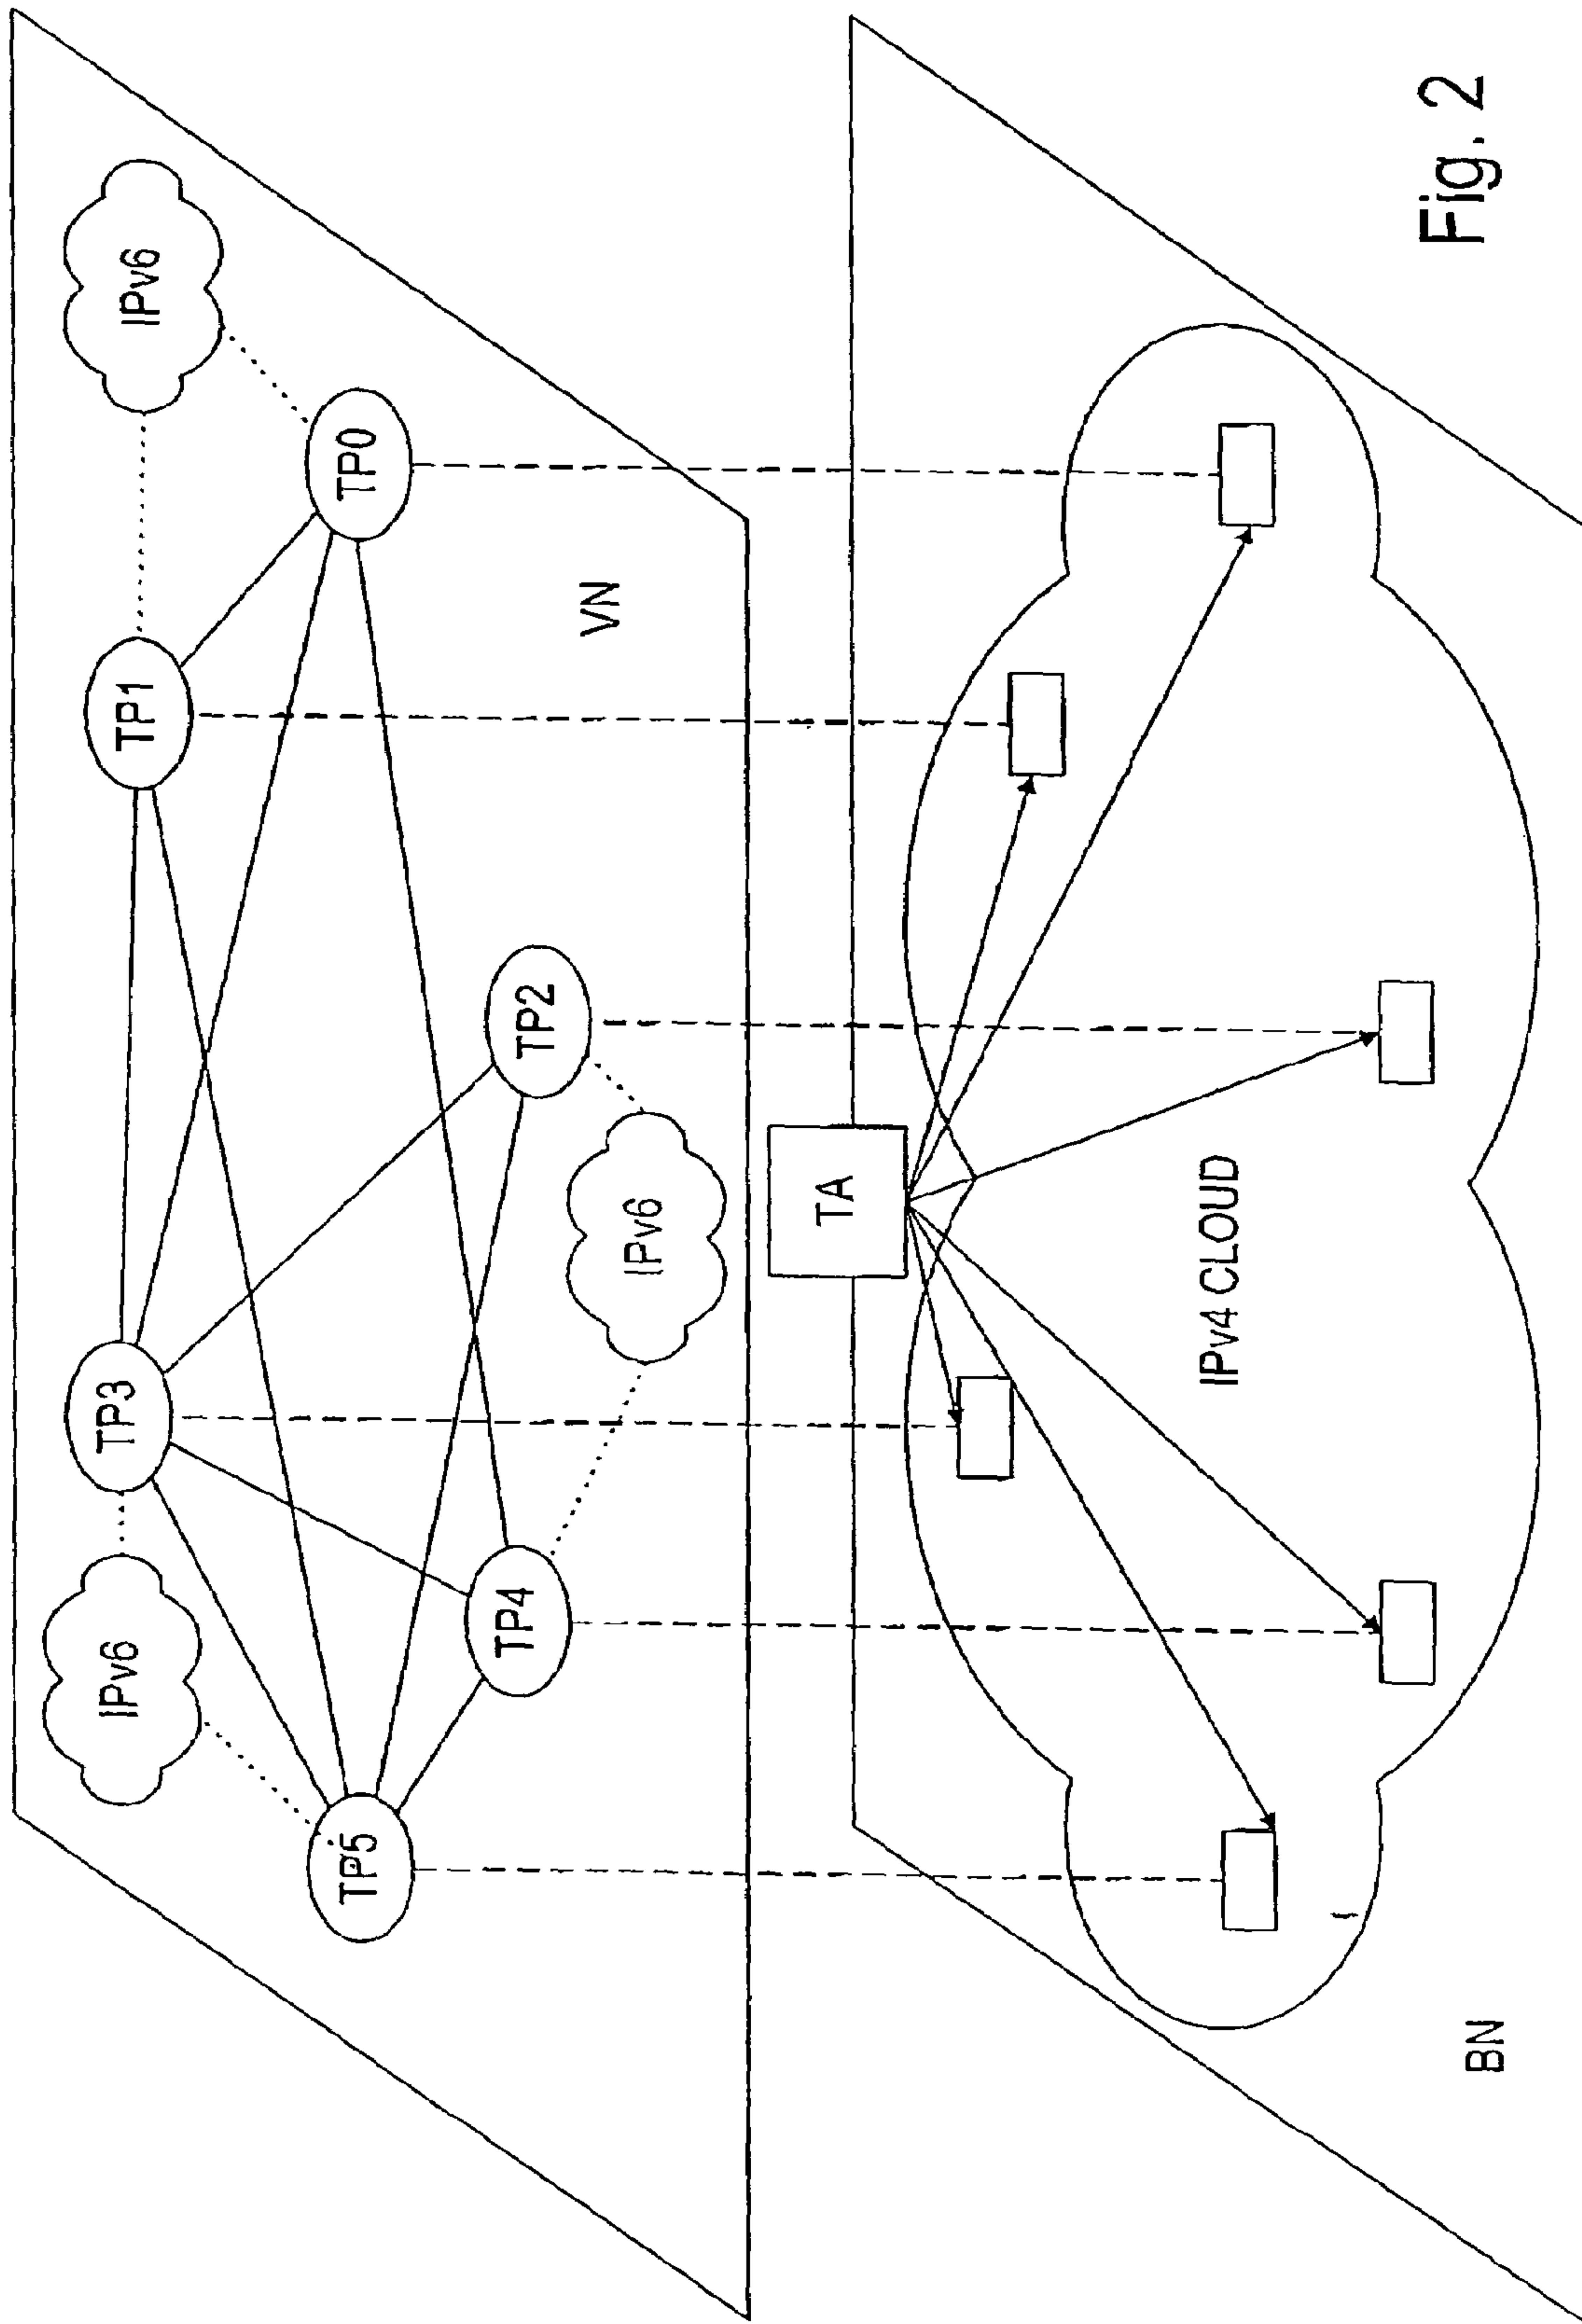 IPv6
TP3
TP1
IPv6
TP5
TP0
TP4
TP2
IPv6
VN
TA
IPv4 CLOUD
BN
Fig. 2